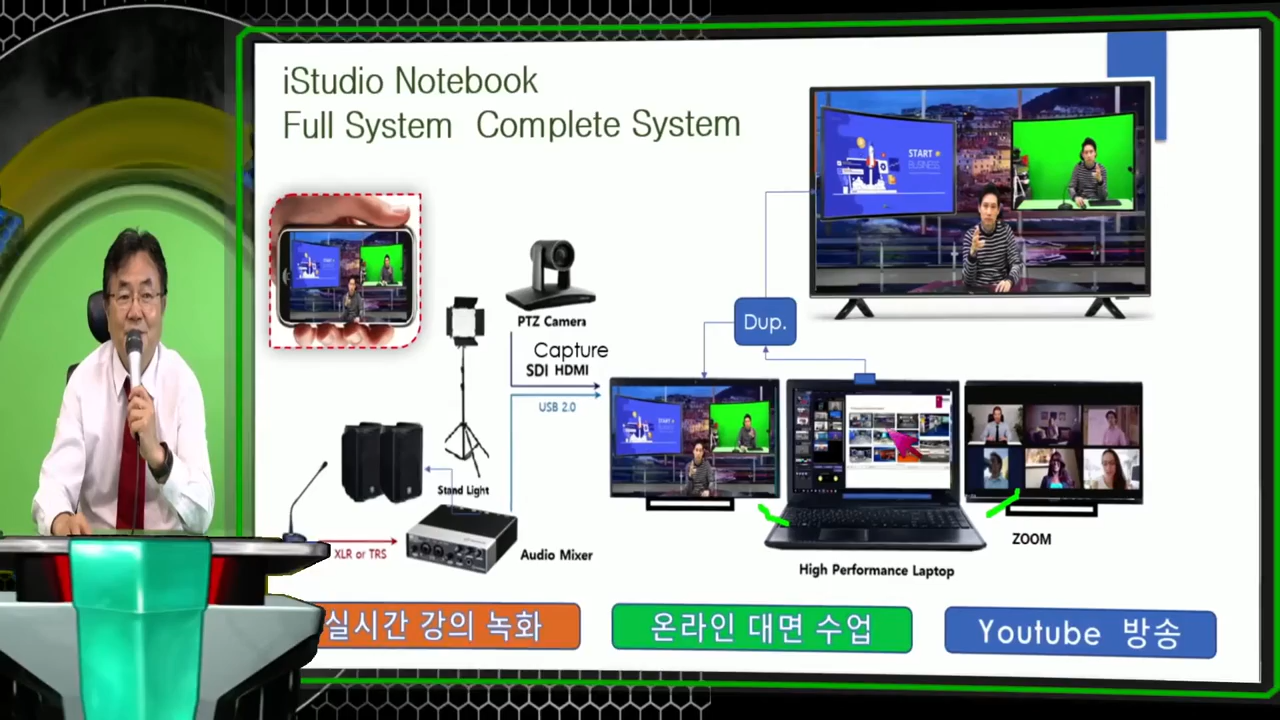 iStudio Notebook
Full System Complete System
START
BUSINESS
PTZ Camera
Capture
SDI HDMI
USB 2.0
Dup.
Stand Light
XLR or TRS
Audio Mixer
ZOOM
High Performance Laptop
실시간 강의 녹화
온라인 대면 수업
Youtube 방송